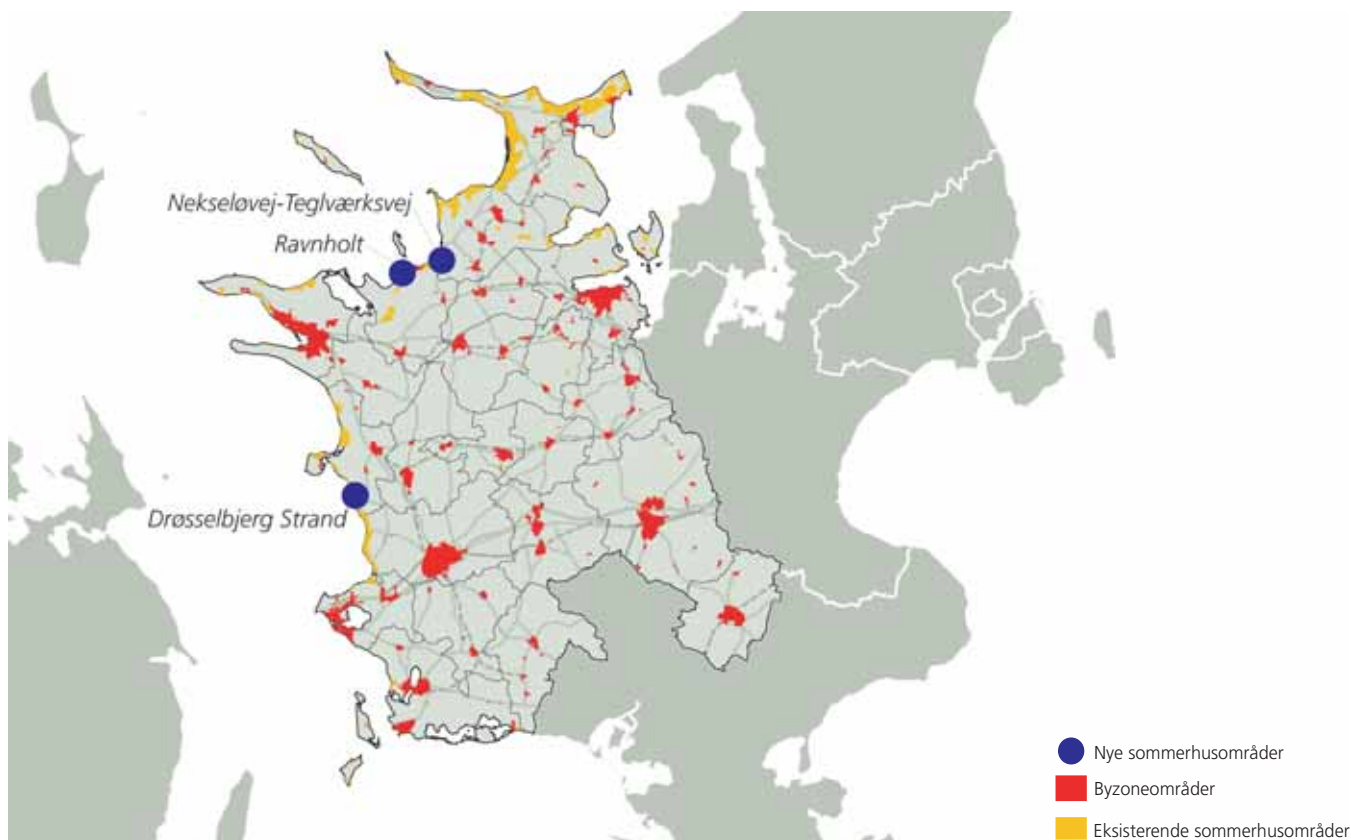 Nekseløvej-Teglværksvej
Ravnholt
Drøsselbjerg Strand
Nye sommerhusområder
Byzoneområder
Eksisterende sommerhusområder